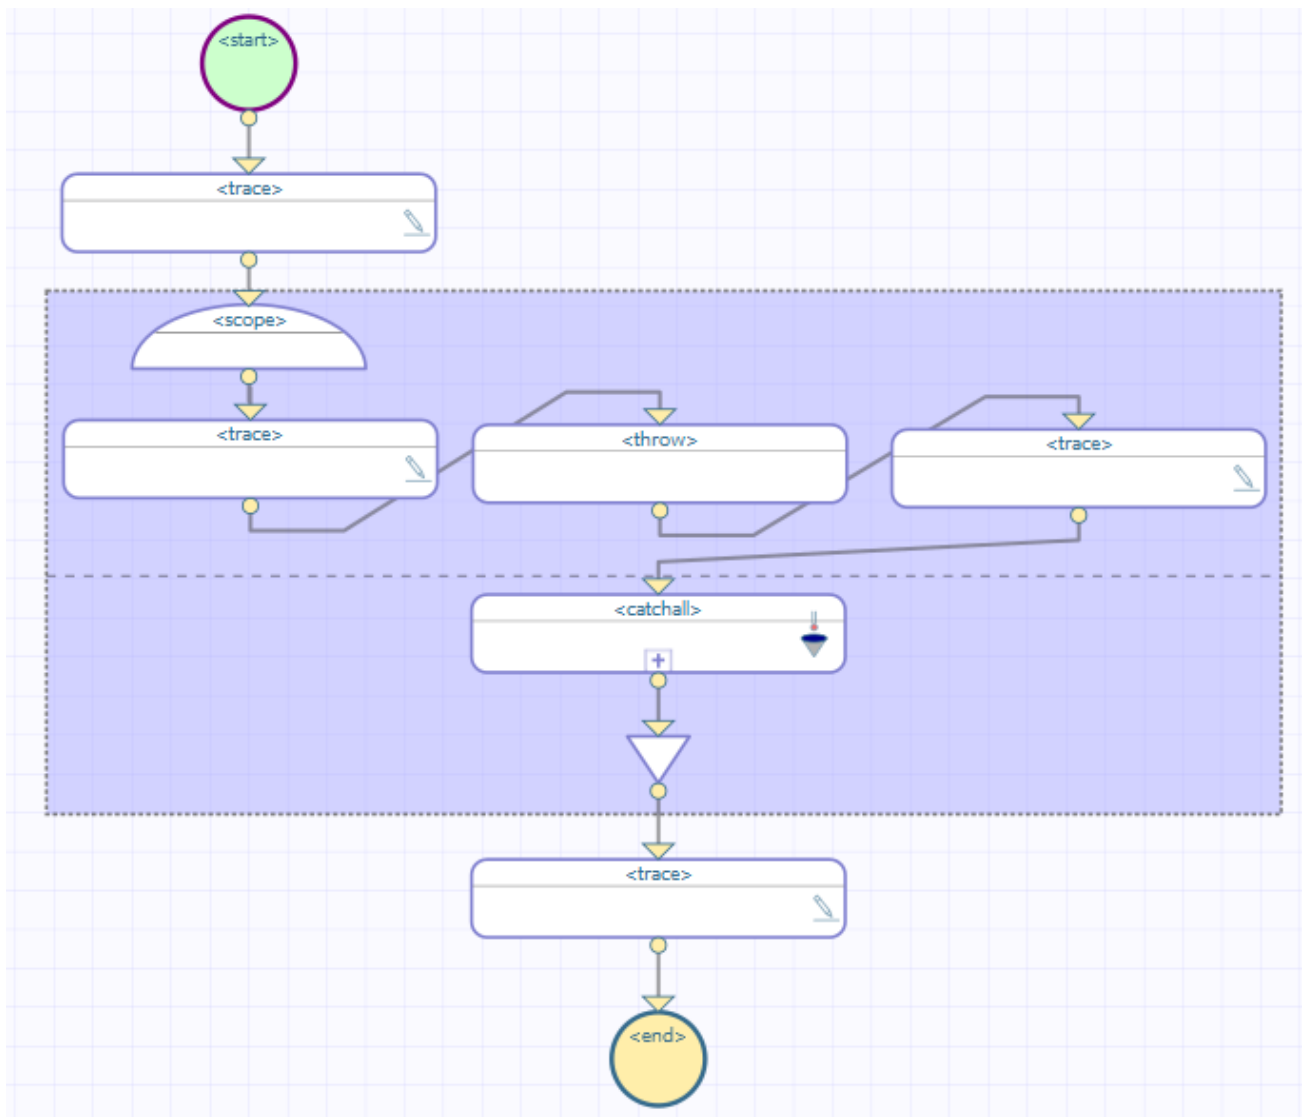 <start>
<trace>
<scope>
<trace>
<throw>
<trace>
<catchall>
+
<trace>
<end>